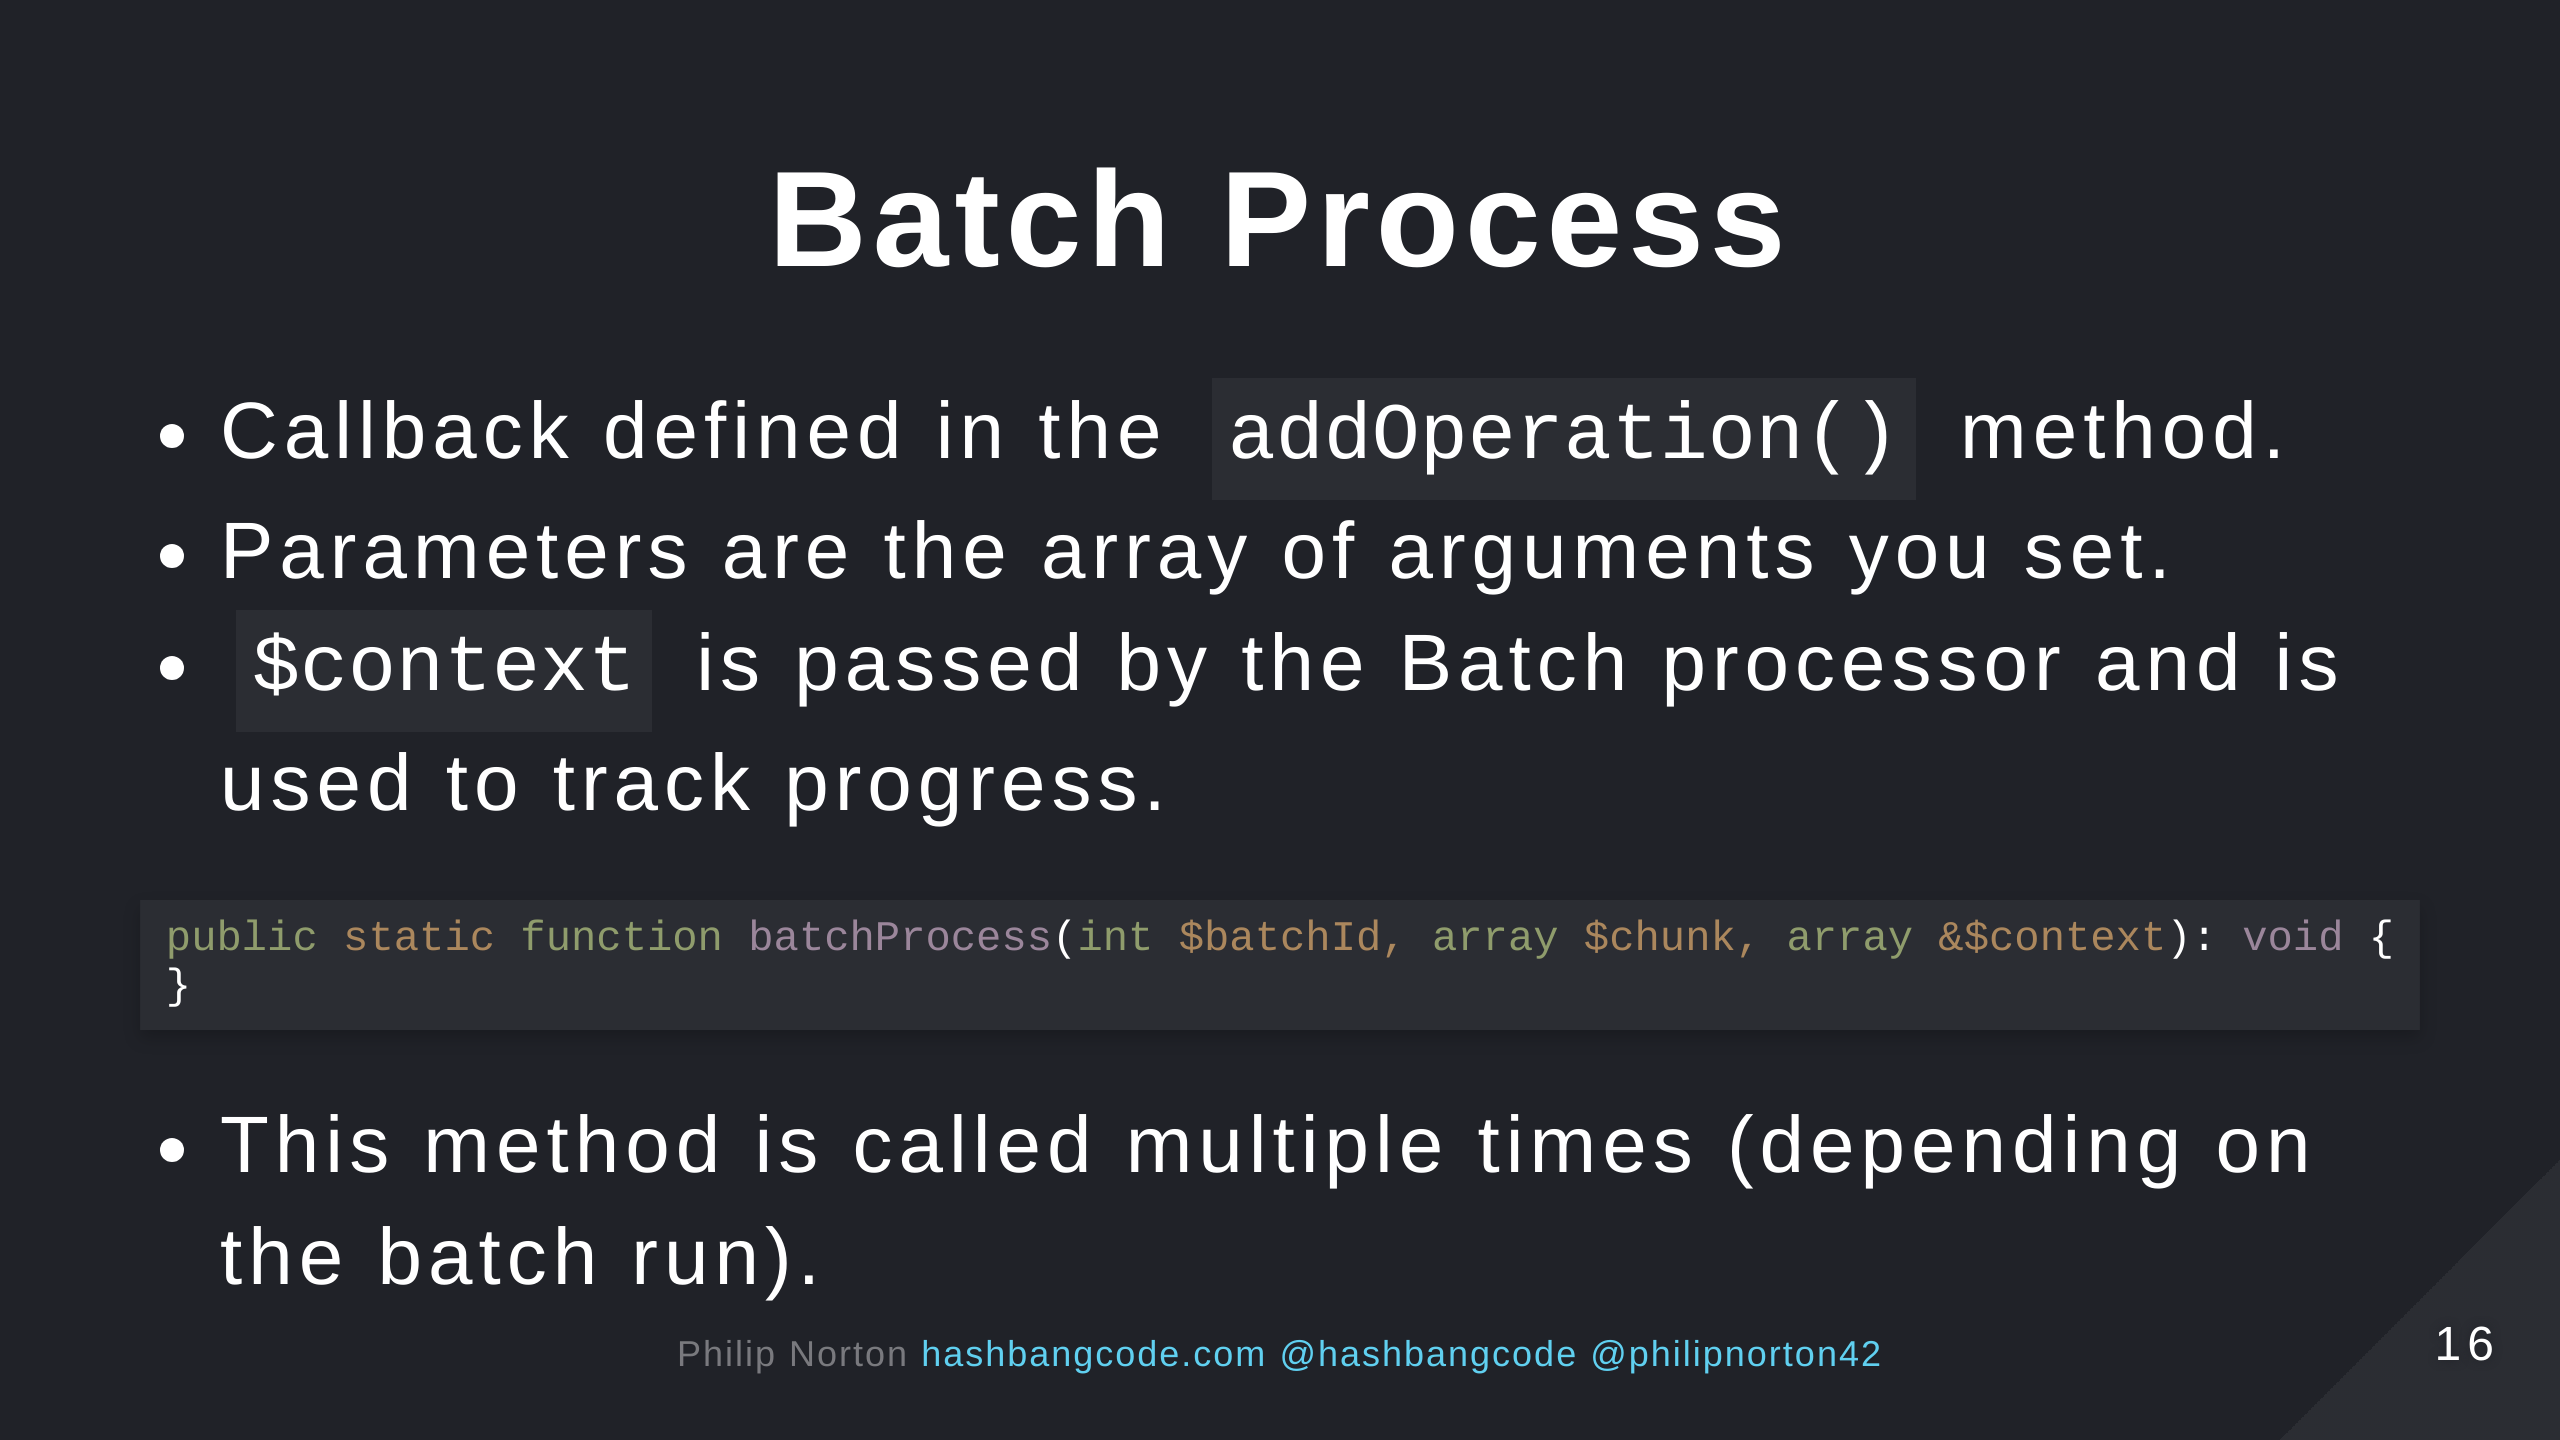 Batch Process
• Callback defined in the addOperation() method.
• Parameters are the array of arguments you set.
• $context is passed by the Batch processor and is
used to track progress.
public static function batchProcess(int $batchId, array $chunk, array &$context): void {
}
• This method is called multiple times (depending on
the batch run).
Philip Norton hashbangcode.com @hashbangcode @philipnorton42
16